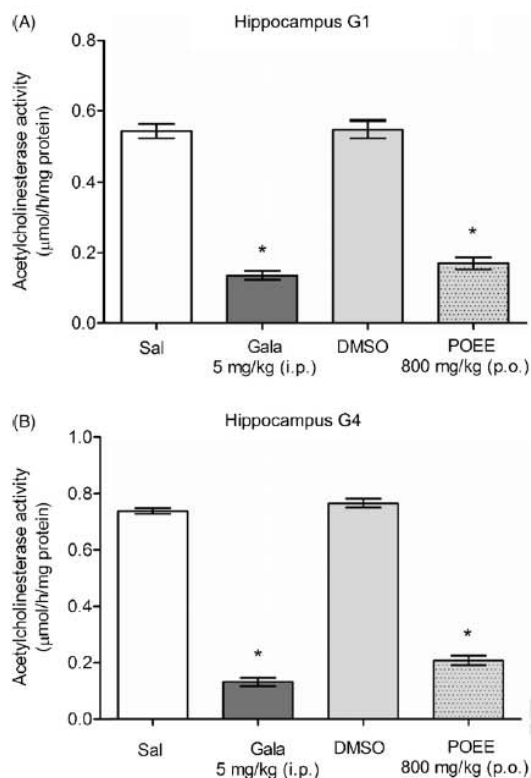 (A)
Hippocampus G1
Acetylcholinesterase activity
(μmol/h/mg protein)
0.8
0.6
0.4
0.2
0.0
*
*
Sal
Gala
5 mg/kg (i.p.)
DMSO
POEE
800 mg/kg (p.o.)
(B)
Hippocampus G4
Acetylcholinesterase activity
(μmol/h/mg protein)
1.0
0.8
0.6
0.4
0.2
0.0
*
*
Sal
Gala
5 mg/kg (i.p.)
DMSO
POEE
800 mg/kg (p.o.)